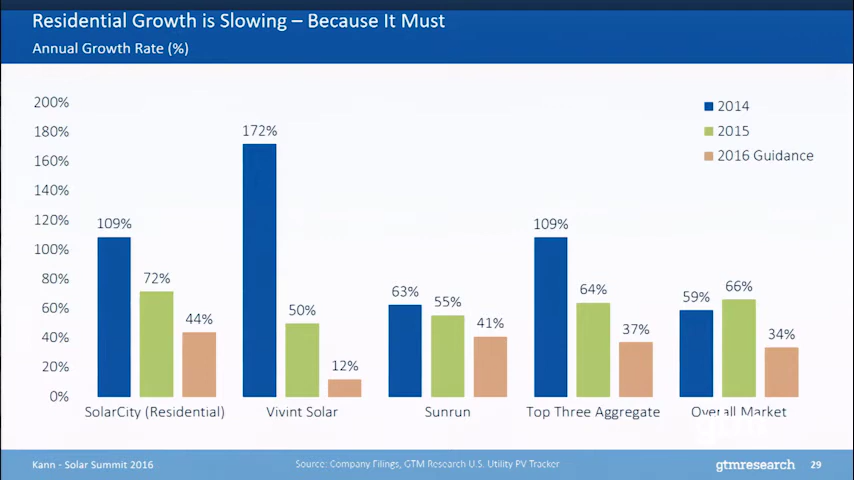 Residential Growth is Slowing – Because It Must
Annual Growth Rate (%)
200%
180%
160%
140%
120%
100%
80%
60%
40%
20%
0%
2014
2015
2016 Guidance
109%
72%
44%
172%
50%
12%
63%
55%
41%
109%
64%
37%
59%
66%
34%
SolarCity (Residential)
Vivint Solar
Sunrun
Top Three Aggregate
Overall Market
gtm
Kann - Solar Summit 2016
Source: Company Filings, GTM Research U.S. Utility PV Tracker
gtmresearch
29